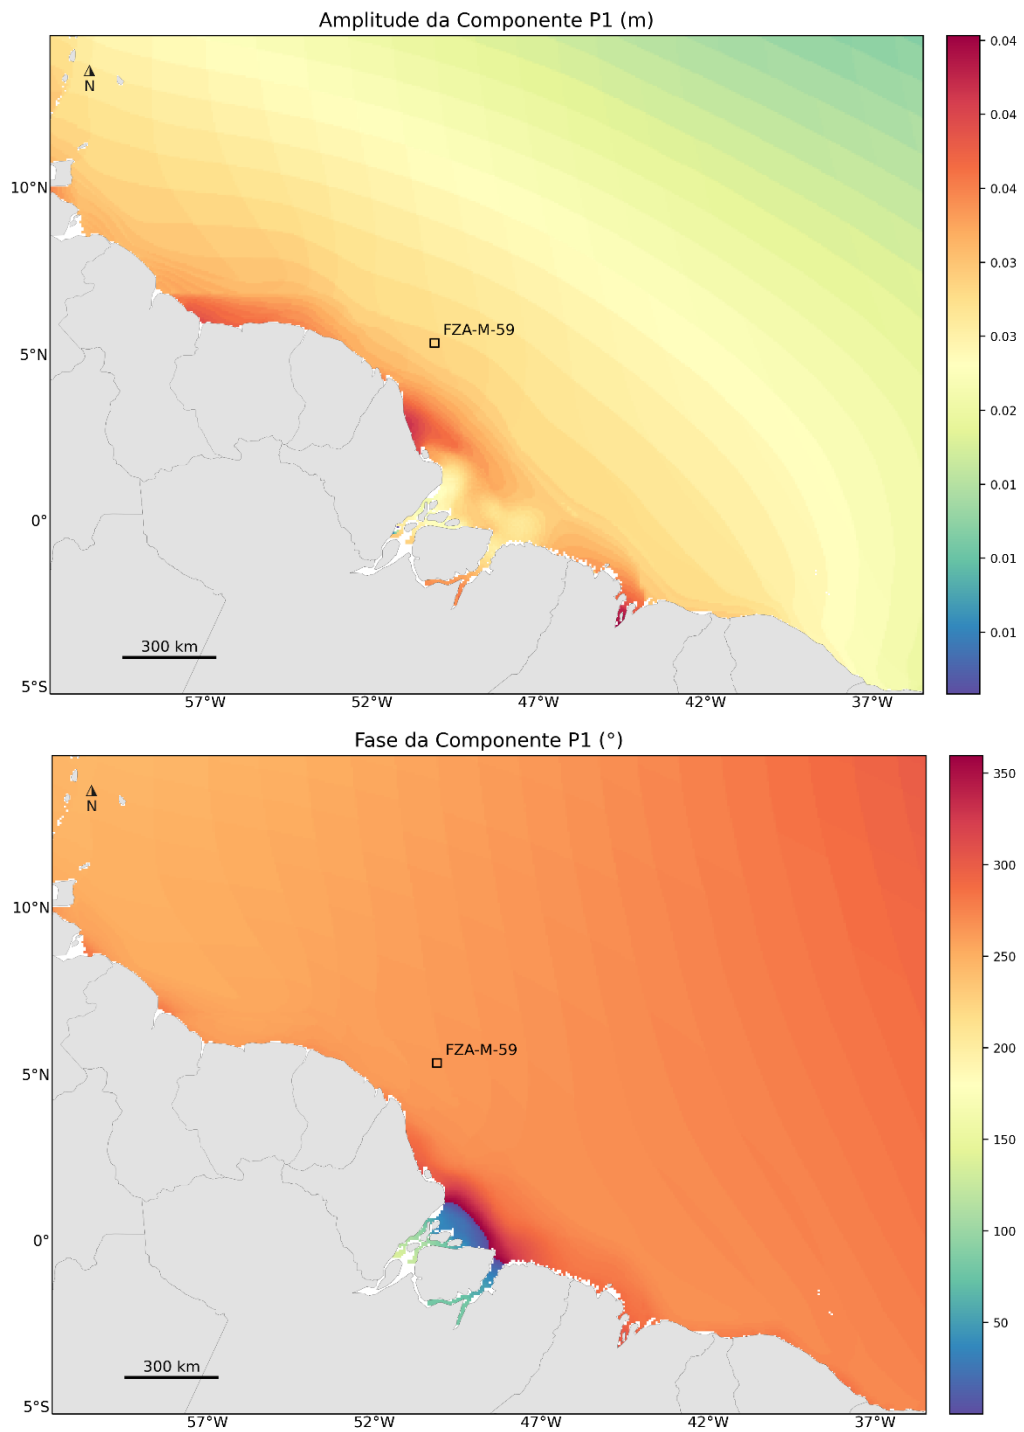 Amplitude da Componente P1 (m)
N
10°N
5°N
0°
5°S
FZA-M-59
300 km
57°W
52°W
47°W
42°W
37°W
0.04
0.04
0.04
0.03
0.03
0.02
0.01
0.01
0.01
Fase da Componente P1 (°)
N
10°N
5°N
0°
5°S
FZA-M-59
300 km
57°W
52°W
47°W
42°W
37°W
350
300
250
200
150
100
50